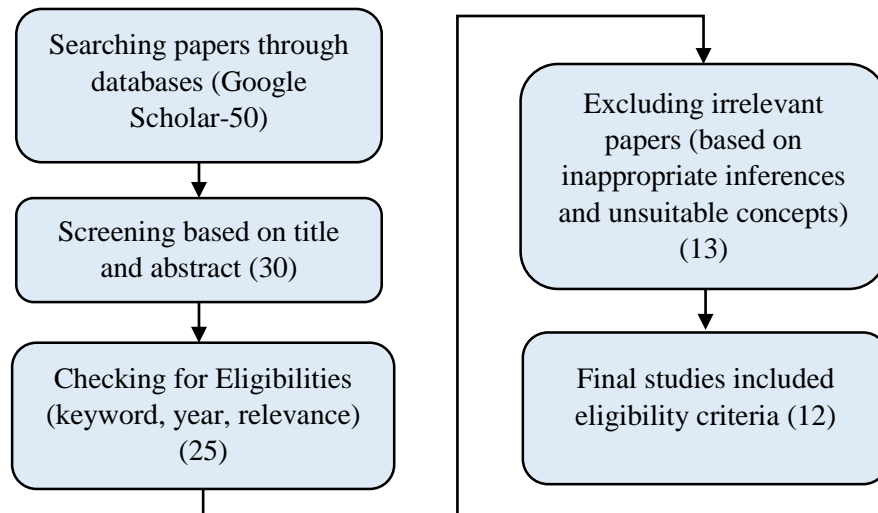 Searching papers through
databases (Google
Scholar-50)
Screening based on title
and abstract (30)
Checking for Eligibilities
(keyword, year, relevance)
(25)
Excluding irrelevant
papers (based on
inappropriate inferences
and unsuitable concepts)
(13)
Final studies included
eligibility criteria (12)